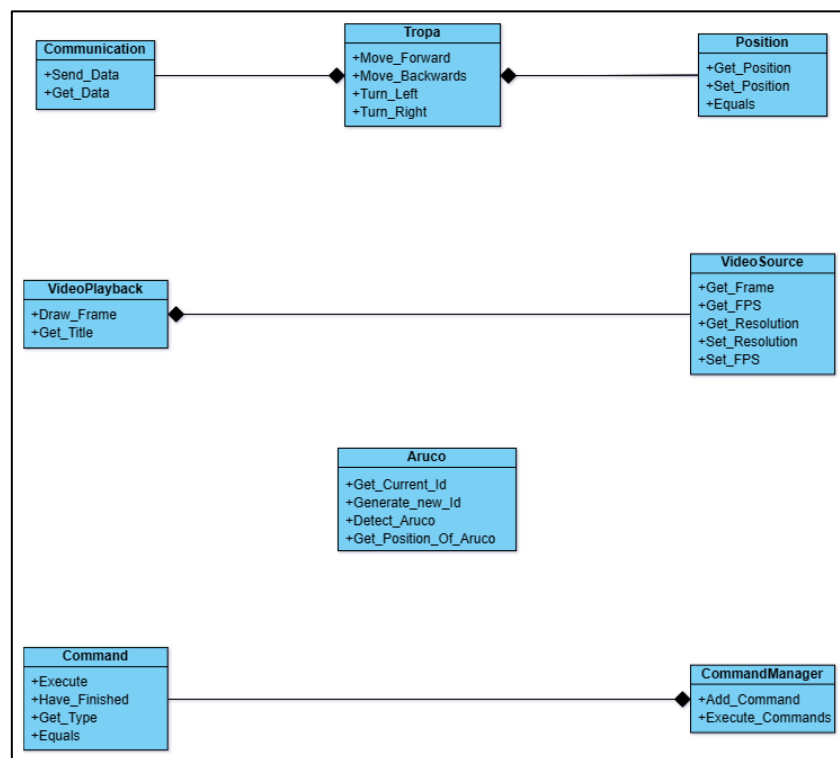 Communication
+Send_Data
+Get_Data
Tropa
+Move_Forward
+Move_Backwards
+Turn_Left
+Turn_Right
Position
+Get_Position
+Set_Position
+Equals
VideoPlayback
+Draw_Frame
+Get_Title
VideoSource
+Get_Frame
+Get_FPS
+Get_Resolution
+Set_Resolution
+Set_FPS
Aruco
+Get_Current_Id
+Generate_new_Id
+Detect_Aruco
+Get_Position_Of_Aruco
Command
+Execute
+Have_Finished
+Get_Type
+Equals
CommandManager
+Add_Command
+Execute_Commands